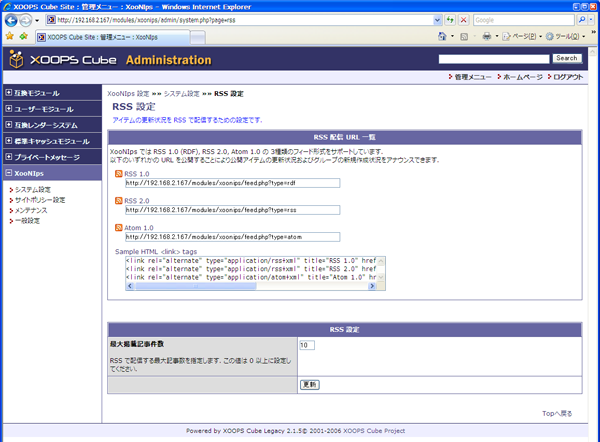 XOOPS Cube Site : 管理メニュー : XooNIps - Windows Internet Explorer
http://192.168.2.167/modules/xoonips/admin/system.php?page=rss
Google
XOOPS Cube Site : 管理メニュー : XooNIps
ページ(P)
ツール(O)
XOOPS Cube Administration
Search
管理メニュー
ホームページ
ログアウト
互換モジュール
ユーザーモジュール
互換レンダーシステム
標準キャッシュモジュール
プライベートメッセージ
XooNIps
システム設定
サイトポリシー設定
メンテナンス
一般設定
XooNIps 設定 »» システム設定 »» RSS 設定
RSS 設定
アイテムの更新状況を RSS で配信するための設定です.
RSS 配信 URL 一覧
XooNIps では RSS 1.0 (RDF), RSS 2.0, Atom 1.0 の 3種類のフィード形式をサポートしています.
以下のいずれかの URL を公開することにより公開アイテムの更新状況およびグループの新規作成状況をアナウンスできます.
RSS 1.0
http://192.168.2.167/modules/xoonips/feed.php?type=rdf
RSS 2.0
http://192.168.2.167/modules/xoonips/feed.php?type=rss
Atom 1.0
http://192.168.2.167/modules/xoonips/feed.php?type=atom
Sample HTML <link> tags
<link rel="alternate" type="application/rss+xml" title="RSS 1.0" href
<link rel="alternate" type="application/rss+xml" title="RSS 2.0" href
<link rel="alternate" type="application/atom+xml" title="Atom 1.0" hr
RSS 設定
最大掲載記事件数
10
RSS で配信する最大記事数を指定します. この値は 0 以上に設定し
てください.
更新
Topへ戻る
Powered by XOOPS Cube Legacy 2.1.5© 2001-2006 XOOPS Cube Project